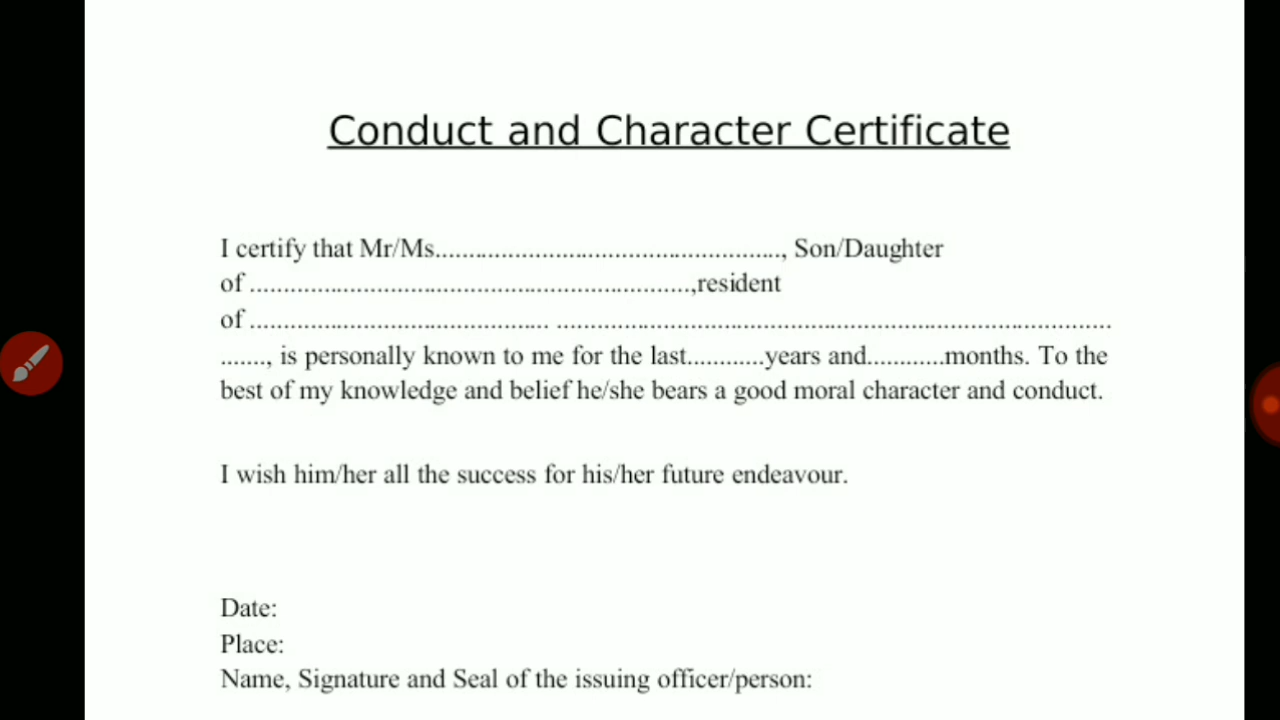 Conduct and Character Certificate
I certify that Mr/Ms...................................................., Son/Daughter
of ..................................................................,resident
of ............................................. ...................................................................................
......., is personally known to me for the last............years and............months. To the
best of my knowledge and belief he/she bears a good moral character and conduct.
I wish him/her all the success for his/her future endeavour.
Date:
Place:
Name, Signature and Seal of the issuing officer/person: